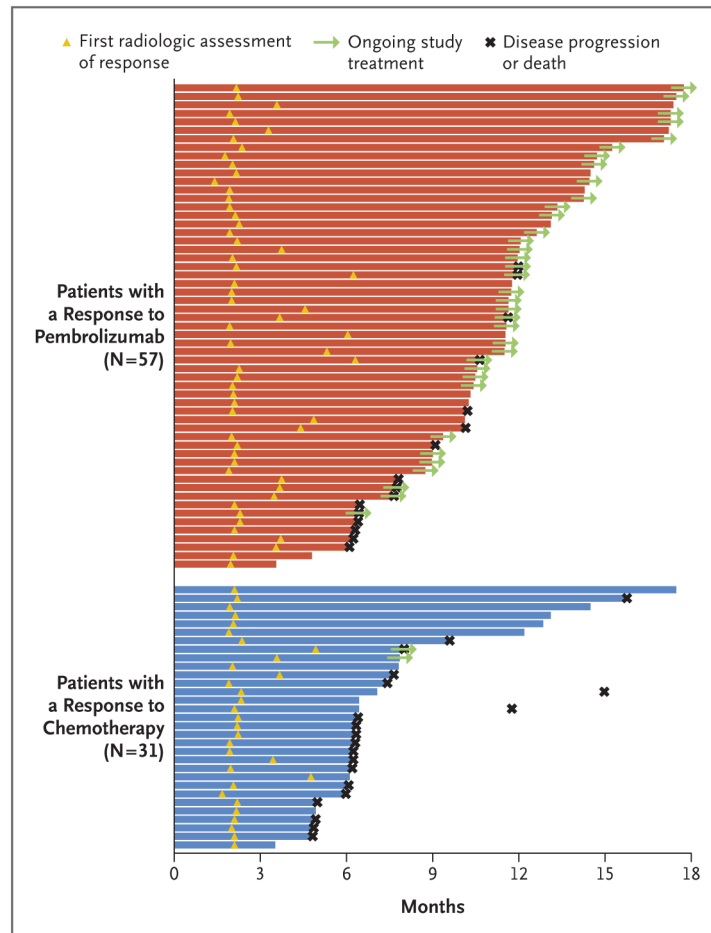 First radiologic assessment
of response
Ongoing study
treatment
Disease progression
or death
Patients with
a Response to
Pembrolizumab
(N=57)
Patients with
a Response to
Chemotherapy
(N=31)
0 3 6 9 12 15 18
Months